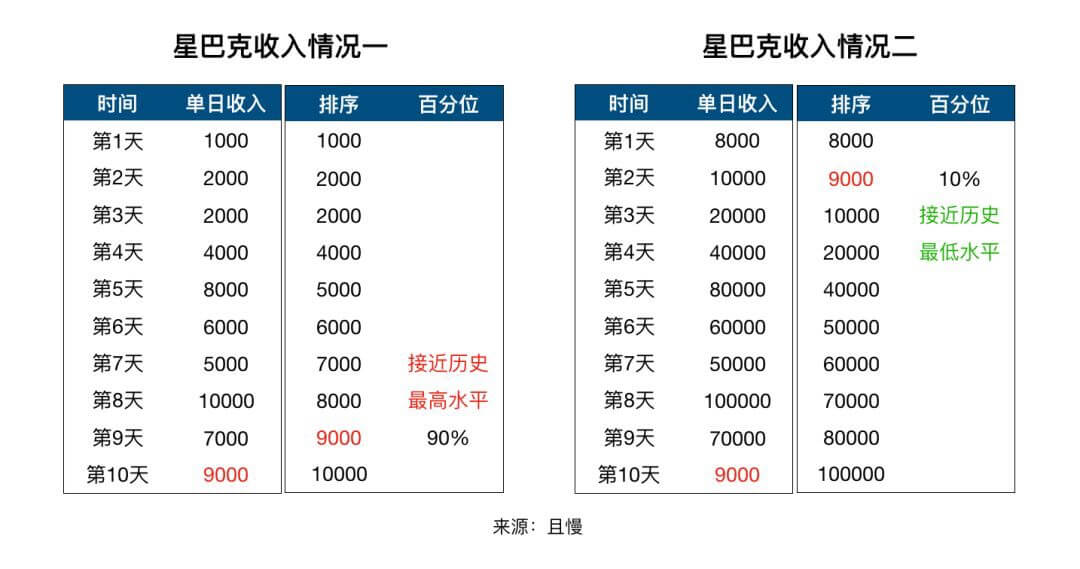 星巴克收入情况一 星巴克收入情况二
时间 单日收入 排序 百分位 时间 单日收入 排序 百分位
第1天 1000 1000 第1天 8000 8000
第2天 2000 2000 第2天 10000 9000 10%
第3天 2000 2000 第3天 20000 10000 接近历史
第4天 4000 4000 第4天 40000 20000 最低水平
第5天 8000 5000 第5天 80000 40000
第6天 6000 6000 第6天 60000 50000
第7天 5000 7000 接近历史 第7天 50000 60000
第8天 10000 8000 最高水平 第8天 100000 70000
第9天 7000 9000 90% 第9天 70000 80000
第10天 9000 10000 第10天 9000 100000
来源：且慢